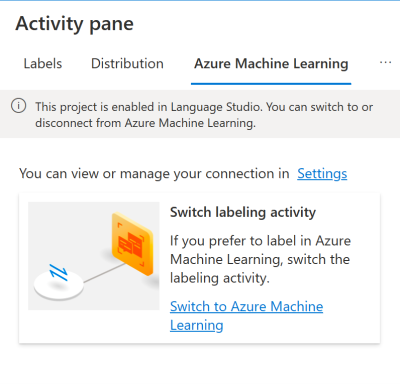 Activity pane
Labels Distribution Azure Machine Learning ...
This project is enabled in Language Studio. You can switch to or
disconnect from Azure Machine Learning.
You can view or manage your connection in Settings
Switch labeling activity
If you prefer to label in Azure
Machine Learning, switch the
labeling activity.
Switch to Azure Machine
Learning